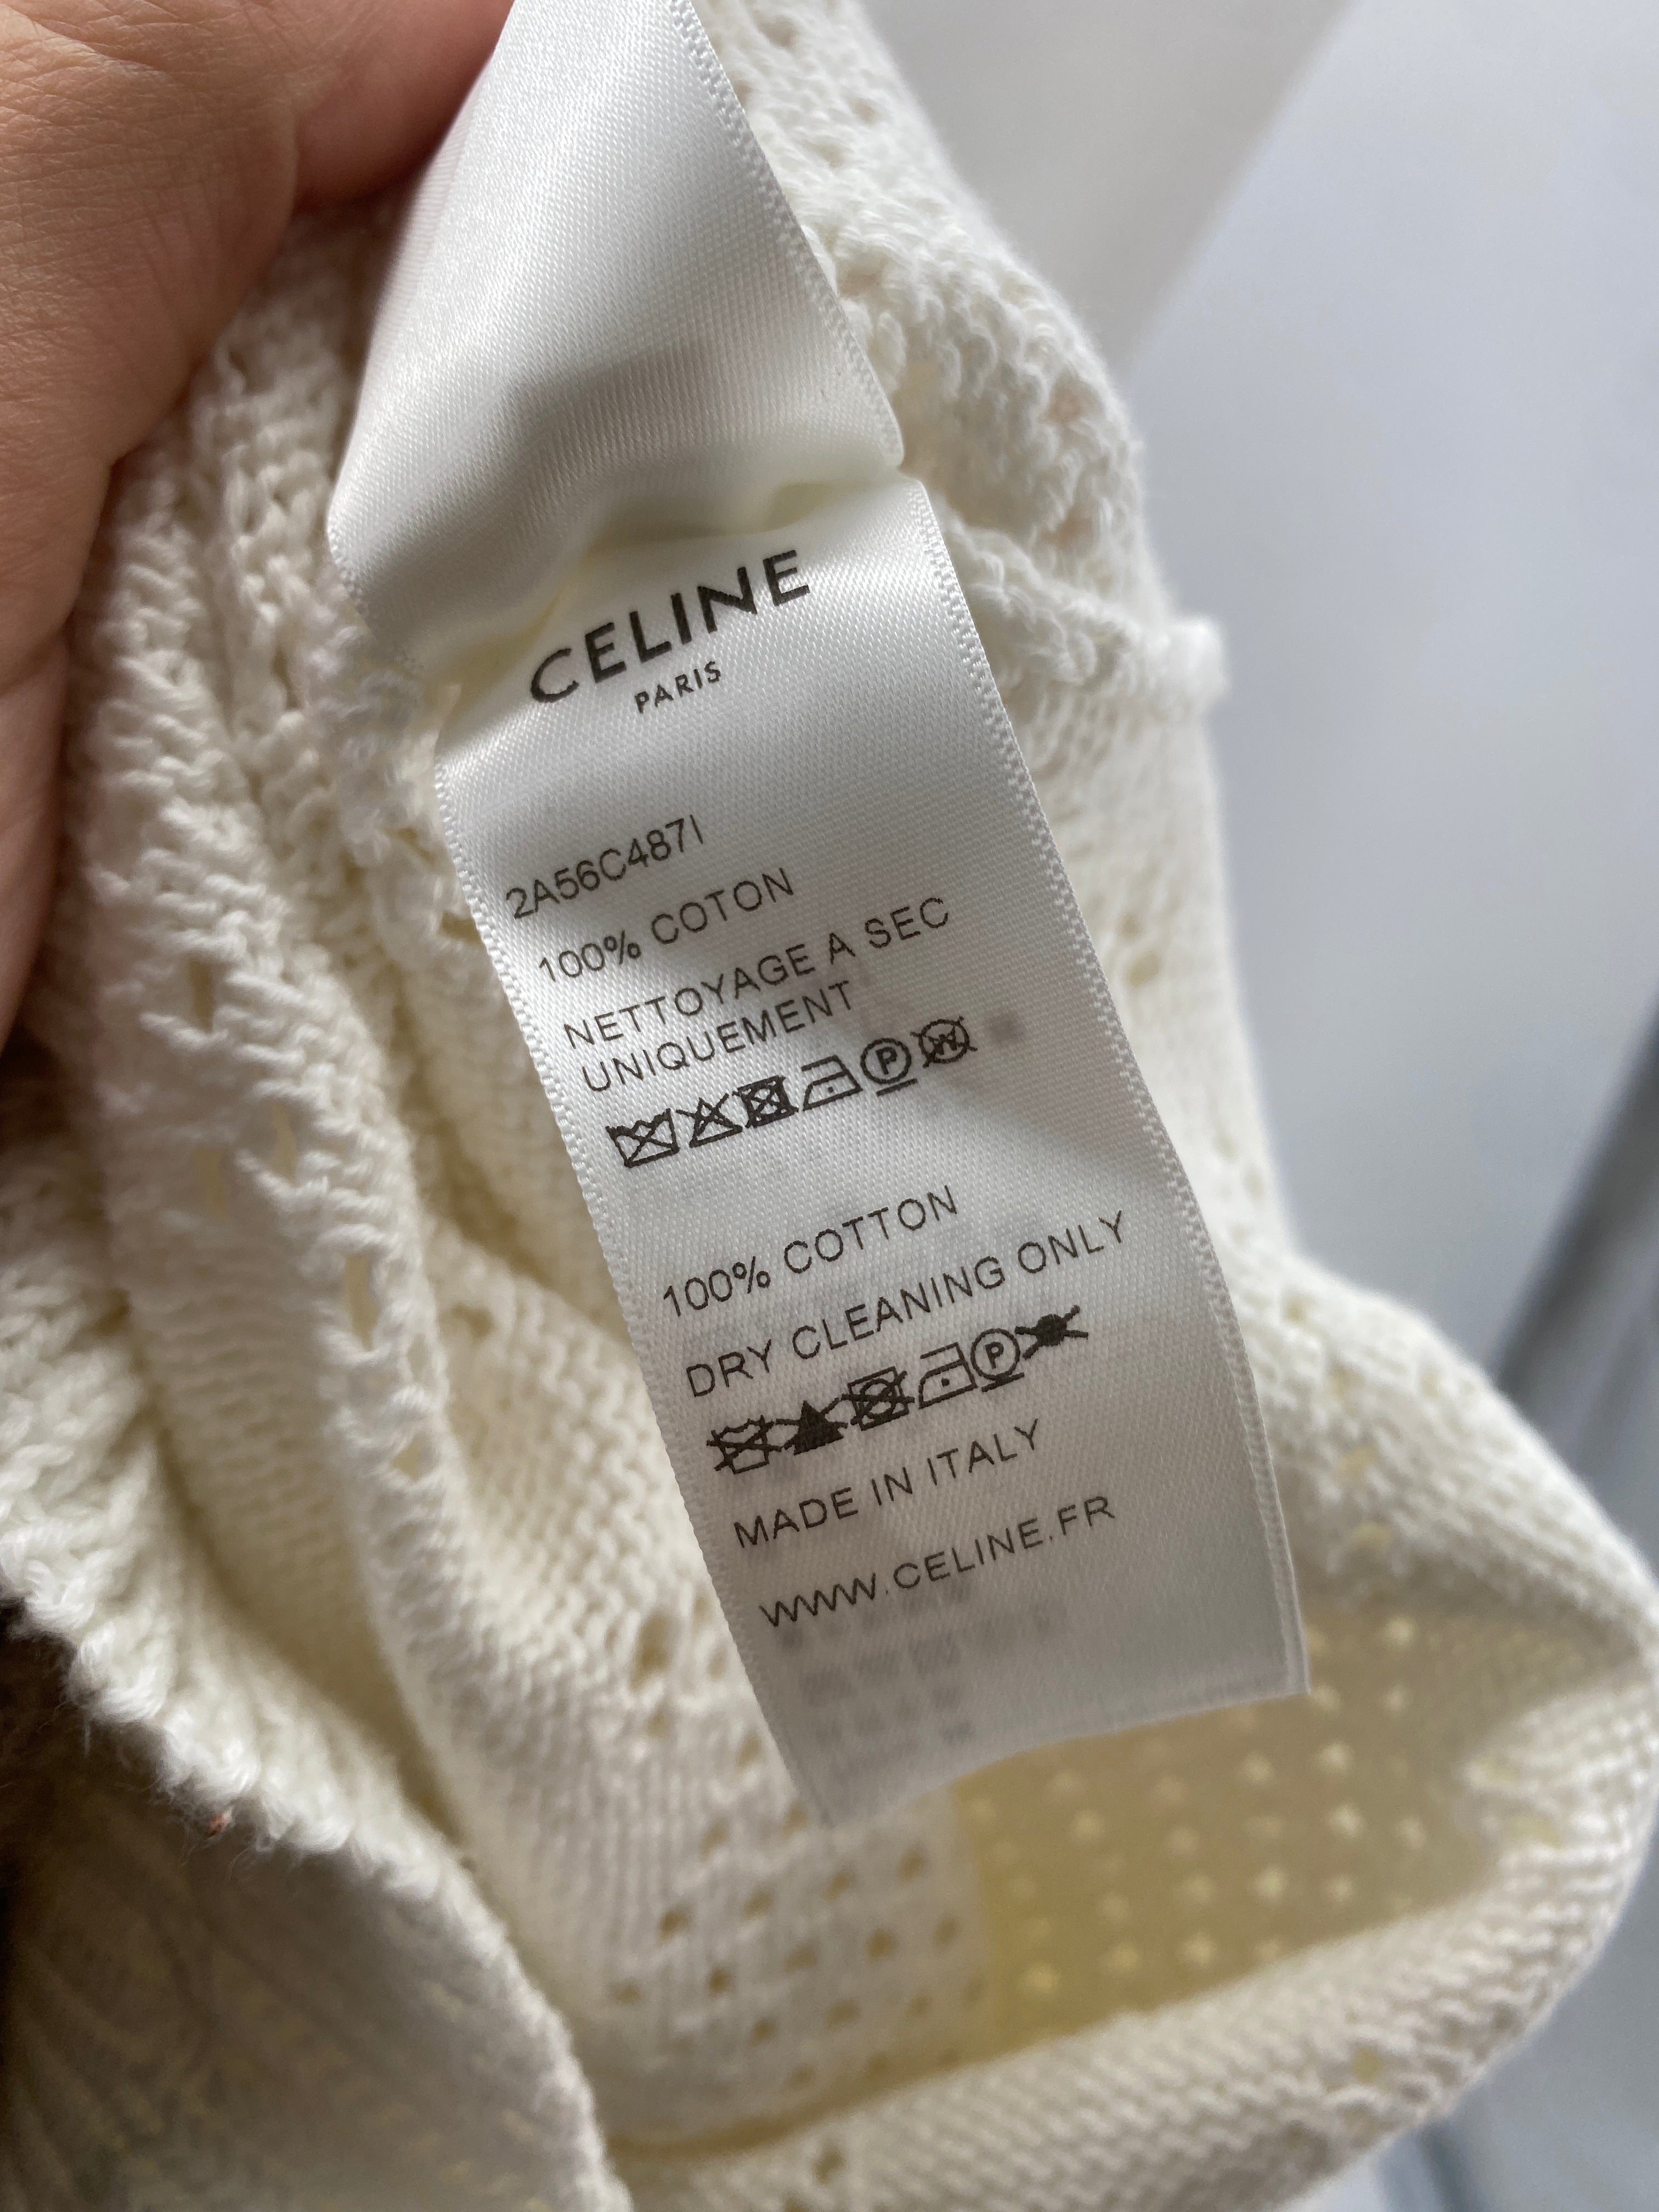 CELINE
PARIS
2A56C487I
100% COTON
NETTOYAGE A SEC
UNIQUEMENT
P W
100% COTTON
DRY CLEANING ONLY
P
MADE IN ITALY
WWW.CELINE.FR